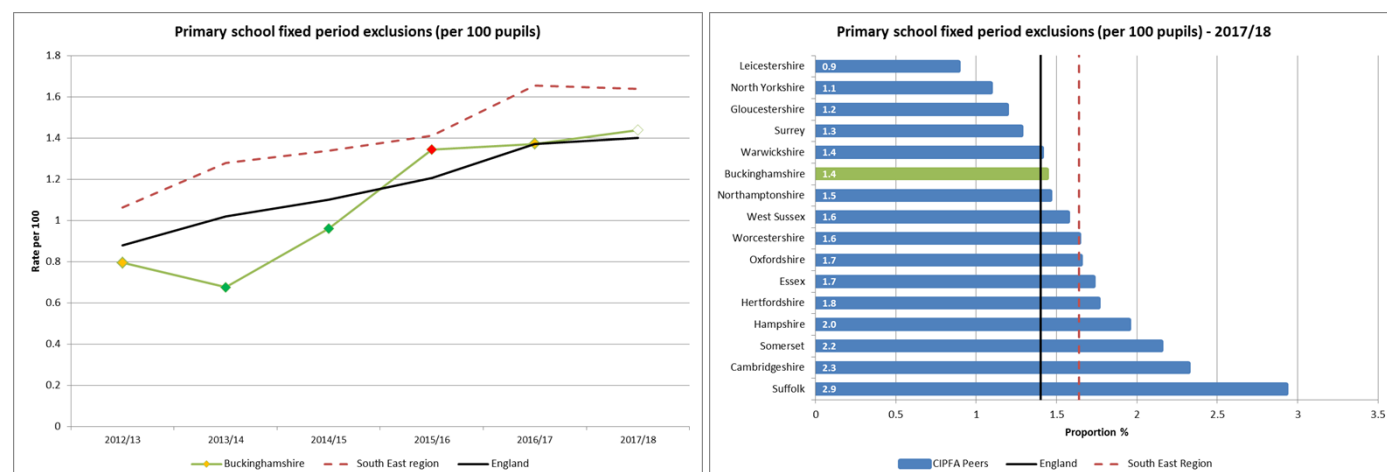 Primary school fixed period exclusions (per 100 pupils)
1.8
1.6
1.4
1.2
1
0.8
0.6
0.4
0.2
0
Rate per 100
2012/13 2013/14 2014/15 2015/16 2016/17 2017/18
Buckinghamshire South East region England
Primary school fixed period exclusions (per 100 pupils) - 2017/18
Leicestershire 0.9
North Yorkshire 1.1
Gloucestershire 1.2
Surrey 1.3
Warwickshire 1.4
Buckinghamshire 1.4
Northamptonshire 1.5
West Sussex 1.6
Worcestershire 1.6
Oxfordshire 1.7
Essex 1.7
Hertfordshire 1.8
Hampshire 2.0
Somerset 2.2
Cambridgeshire 2.3
Suffolk 2.9
0 0.5 1 1.5 2 2.5 3 3.5
Proportion %
CIPFA Peers England South East Region